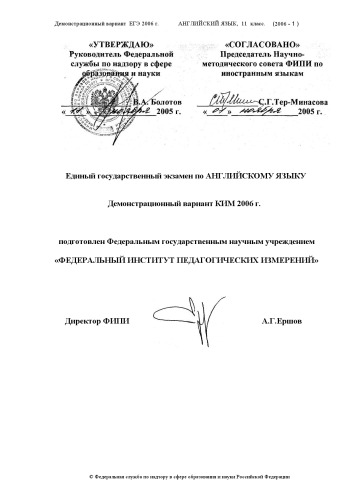 Демонстрационный вариант ЕГЭ 2006 г. АНГЛИЙСКИЙ ЯЗЫК, 11 класс. (2006 - 1)
«УТВЕРЖДАЮ»
Руководитель Федеральной
службы по надзору в сфере
образования и науки
В.А. Болотов
ноября 2005 г.
«СОГЛАСОВАНО»
Председатель Научно-
методического совета ФИПИ по
иностранным языкам
С.Г.Тер-Минасова
ноября 2005 г.
Единый государственный экзамен по АНГЛИЙСКОМУ ЯЗЫКУ
Демонстрационный вариант КИМ 2006 г.
подготовлен Федеральным государственным научным учреждением
«ФЕДЕРАЛЬНЫЙ ИНСТИТУТ ПЕДАГОГИЧЕСКИХ ИЗМЕРЕНИЙ»
Директор ФИПИ А.Г.Ершов
© Федеральная служба по надзору в сфере образования и науки Российской Федерации